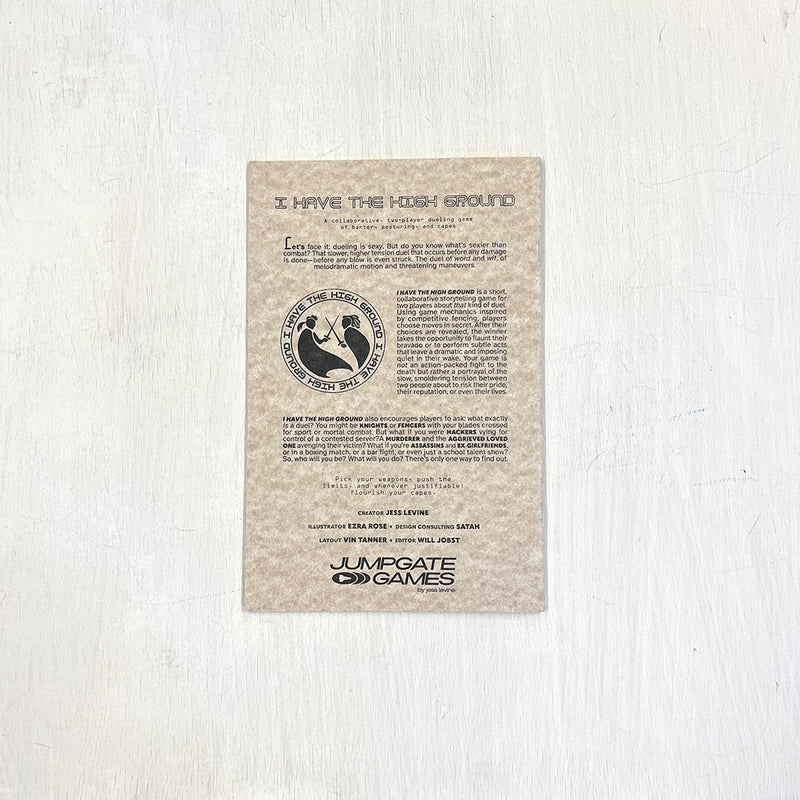 I HAVE THE HIGH GROUND
A collaborative, two-player dueling game
of banter, posturing, and capes
Let's face it: dueling is sexy. But do you know what's sexier than
combat? That slower, higher tension duel that occurs before any damage
is done—before any blow is even struck. The duel of word and wit, of
melodramatic motion and threatening maneuvers.
I HAVE THE HIGH GROUND I HAVE THE HIGH GROUND
I HAVE THE HIGH GROUND is a short,
collaborative storytelling game for
two players about that kind of duel.
Using game mechanics inspired
by competitive fencing, players
choose moves in secret. After their
choices are revealed, the winner
takes the opportunity to flaunt their
bravado or to perform subtle acts
that leave a dramatic and imposing
quiet in their wake. Your game is
not an action-packed fight to the
death but rather a portrayal of the
slow, smoldering tension between
two people about to risk their pride,
their reputation, or even their lives.
I HAVE THE HIGH GROUND also encourages players to ask: what exactly
is a duel? You might be KNIGHTS or FENCERS with your blades crossed
for sport or mortal combat. But what if you were HACKERS vying for
control of a contested server? A MURDERER and the AGGRIEVED LOVED
ONE avenging their victim? What if you're ASSASSINS and EX-GIRLFRIENDS,
or in a boxing match, or a bar fight, or even just a school talent show?
So, who will you be? What will you do? There's only one way to find out.
Pick your weapons, push the
limits, and whenever justifiable:
flourish your capes.
CREATOR JESS LEVINE
ILLUSTRATOR EZRA ROSE • DESIGN CONSULTING SATAH
LAYOUT VIN TANNER • EDITOR WILL JOBST
JUMPGATE
GAMES
by jess levine